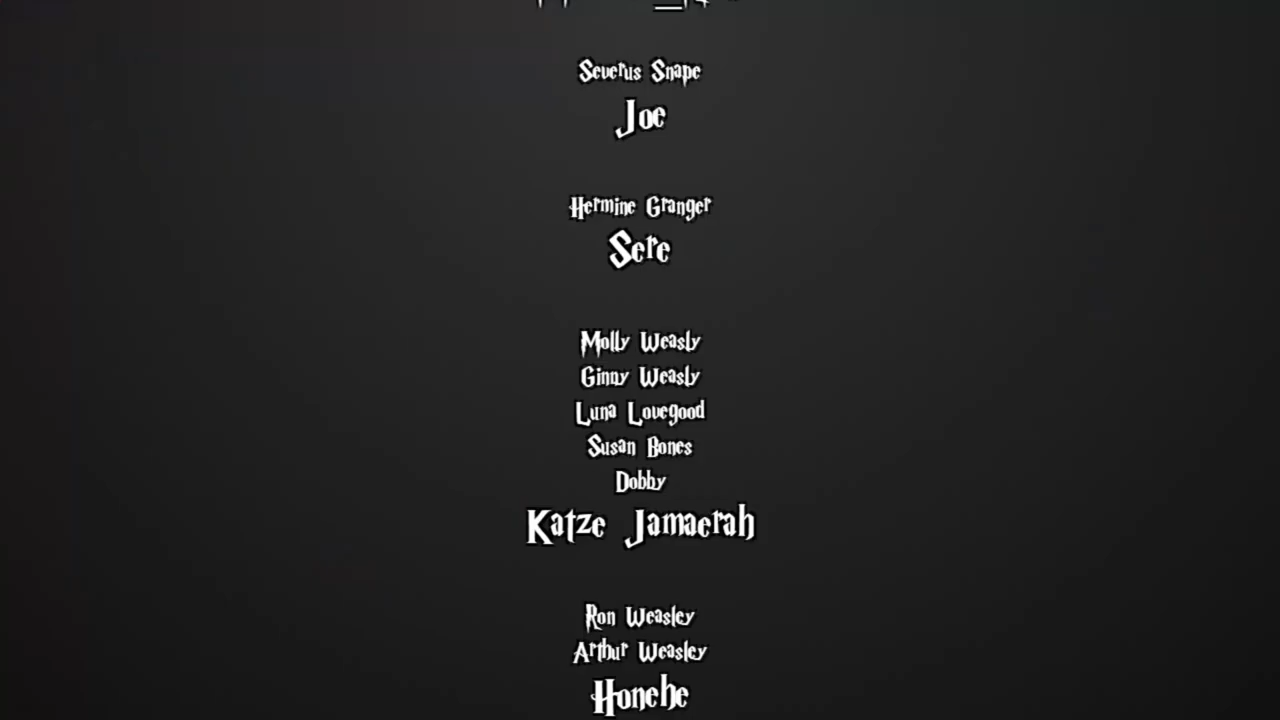 Severus Snape
Joe
Hermine Granger
Sere
Molly Weasly
Ginny Weasly
Luna Lovegood
Susan Bones
Dobby
Katze Jamaerah
Ron Weasley
Arthur Weasley
Honehe